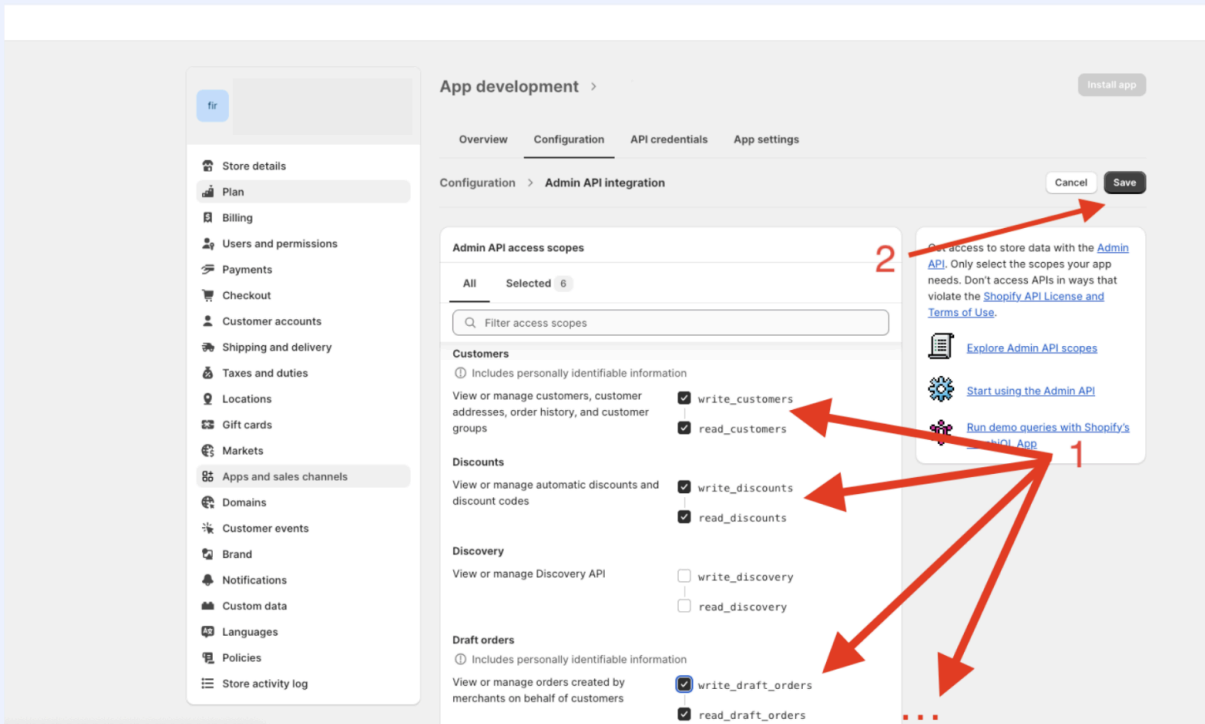 fir
App development
Install app
Overview
Configuration
API credentials
App settings
Configuration > Admin API integration
Cancel
Save
Store details
Plan
Billing
Users and permissions
Payments
Checkout
Customer accounts
Shipping and delivery
Taxes and duties
Locations
Gift cards
Markets
Apps and sales channels
Domains
Customer events
Brand
Notifications
Custom data
Languages
Policies
Store activity log
Admin API access scopes
All
Selected 6
Filter access scopes
Customers
Includes personally identifiable information
View or manage customers, customer
addresses, order history, and customer
groups
write_customers
read_customers
Discounts
View or manage automatic discounts and
discount codes
write_discounts
read_discounts
Discovery
View or manage Discovery API
write_discovery
read_discovery
Draft orders
Includes personally identifiable information
View or manage orders created by
merchants on behalf of customers
write_draft_orders
read_draft_orders
2
access to store data with the Admin
API. Only select the scopes your app
needs. Don't access APIs in ways that
violate the Shopify API License and
Terms of Use.
Explore Admin API scopes
Start using the Admin API
Run demo queries with Shopify's
App
1
...